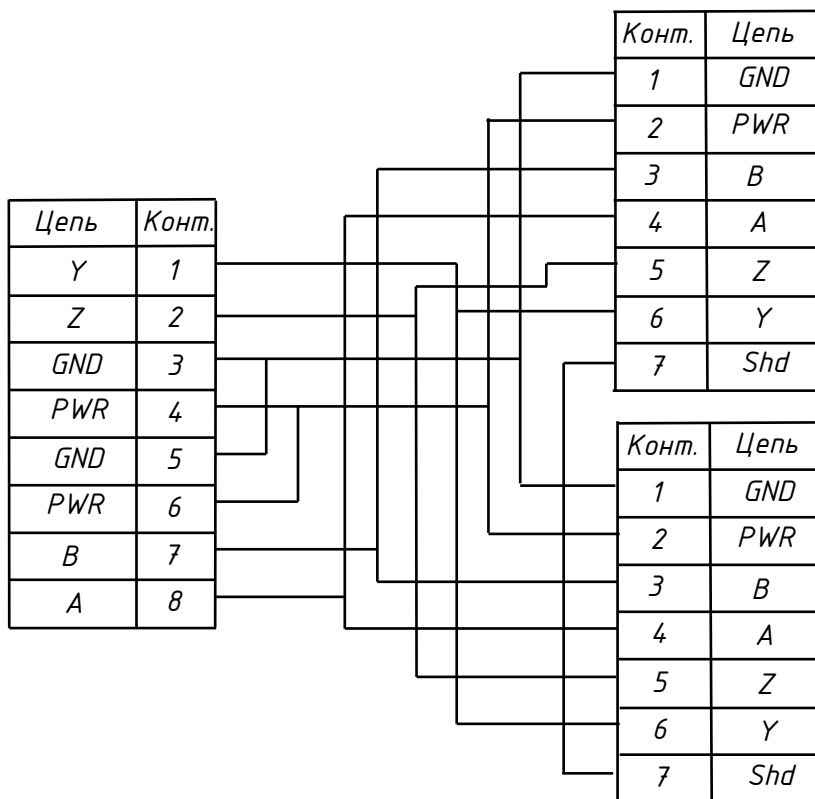 Цепь Конт.
Y 1
Z 2
GND 3
PWR 4
GND 5
PWR 6
B 7
A 8
Конт. Цепь
1 GND
2 PWR
3 B
4 A
5 Z
6 Y
7 Shd
Конт. Цепь
1 GND
2 PWR
3 B
4 A
5 Z
6 Y
7 Shd